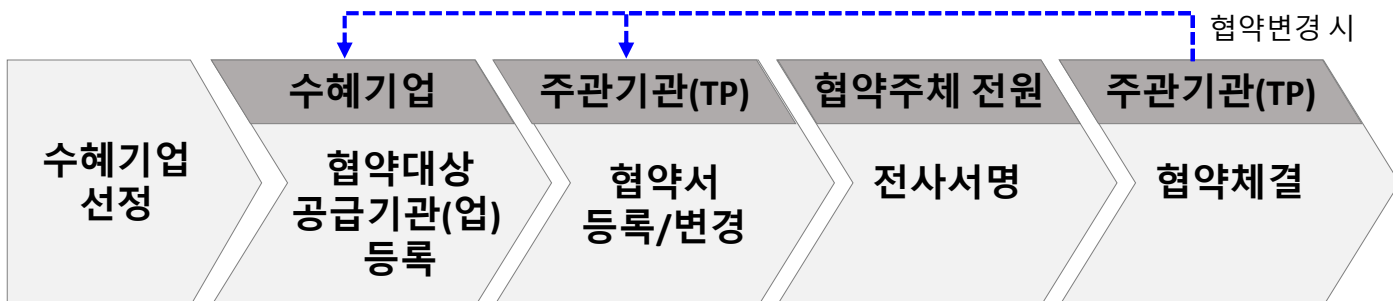 협약변경 시
수혜기업
선정
수혜기업
협약대상
공급기관(업)
등록
주관기관(TP)
협약서
등록/변경
협약주체 전원
전사서명
주관기관(TP)
협약체결